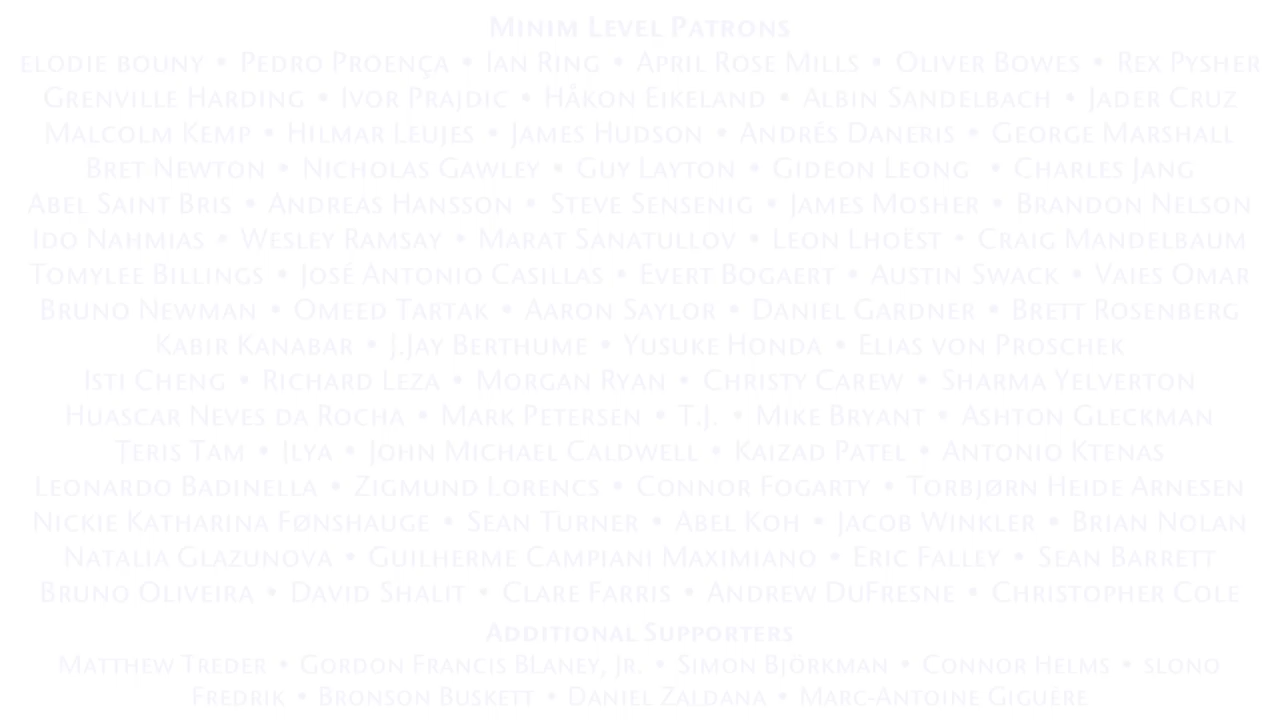 Minim Level Patrons
elodie bouny • Pedro Proença • Ian Ring • April Rose Mills • Oliver Bowes • Rex Pysher
Grenville Harding • Ivor Prajdic • Håkon Eikeland • Albin Sandelbach • Jader Cruz
Malcolm Kemp • Hilmar Leujes • James Hudson • Andrés Daneris • George Marshall
Bret Newton • Nicholas Gawley • Guy Layton • Gideon Leong • Charles Jang
Abel Saint Bris • Andreas Hansson • Steve Sensenig • James Mosher • Brandon Nelson
Ido Nahmias • Wesley Ramsay • Marat Sanatullov • Leon Lhoëst • Craig Mandelbaum
Tomylee Billings • José Antonio Casillas • Evert Bogaert • Austin Swack • Vaies Omar
Bruno Newman • Omeed Tartak • Aaron Saylor • Daniel Gardner • Brett Rosenberg
Kabir Kanabar • J.Jay Berthume • Yusuke Honda • Elias von Proschek
Isti Cheng • Richard Leza • Morgan Ryan • Christy Carew • Sharma Yelverton
Huascar Neves da Rocha • Mark Petersen • T.J. • Mike Bryant • Ashton Gleckman
Teris Tam • Ilya • John Michael Caldwell • Kaizad Patel • Antonio Ktenas
Leonardo Badinella • Zigmund Lorencs • Connor Fogarty • Torbjørn Heide Arnesen
Nickie Katharina Fønshauge • Sean Turner • Abel Koh • Jacob Winkler • Brian Nolan
Natalia Glazunova • Guilherme Campiani Maximiano • Eric Falley • Sean Barrett
Bruno Oliveira • David Shalit • Clare Farris • Andrew DuFresne • Christopher Cole
Additional Supporters
Matthew Treder • Gordon Francis Blaney, Jr. • Simon Björkman • Connor Helms • slono
Fredrik • Bronson Buskett • Daniel Zaldana • Marc-Antoine Giguère